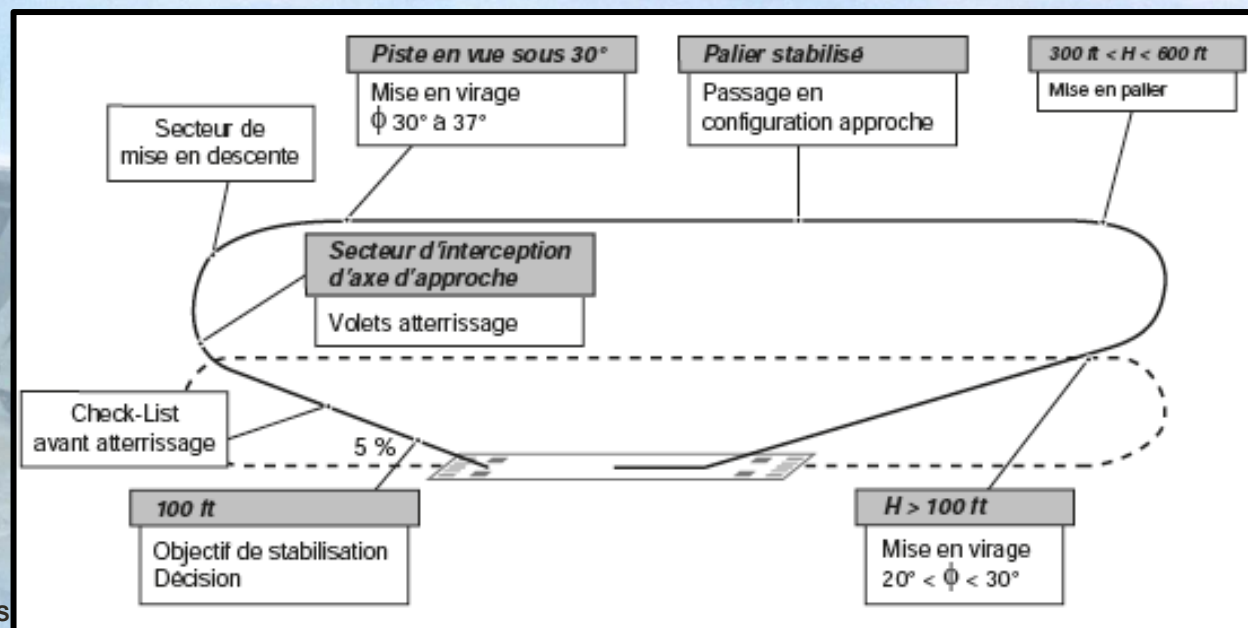 Piste en vue sous 30°
Mise en virage
ϕ 30° à 37°
Palier stabilisé
Passage en
configuration approche
300 ft < H < 600 ft
Mise en palier
Secteur de
mise en descente
Secteur d'interception
d'axe d'approche
Volets atterrissage
Check-List
avant atterrissage
5 %
100 ft
Objectif de stabilisation
Décision
H > 100 ft
Mise en virage
20° < ϕ < 30°
s